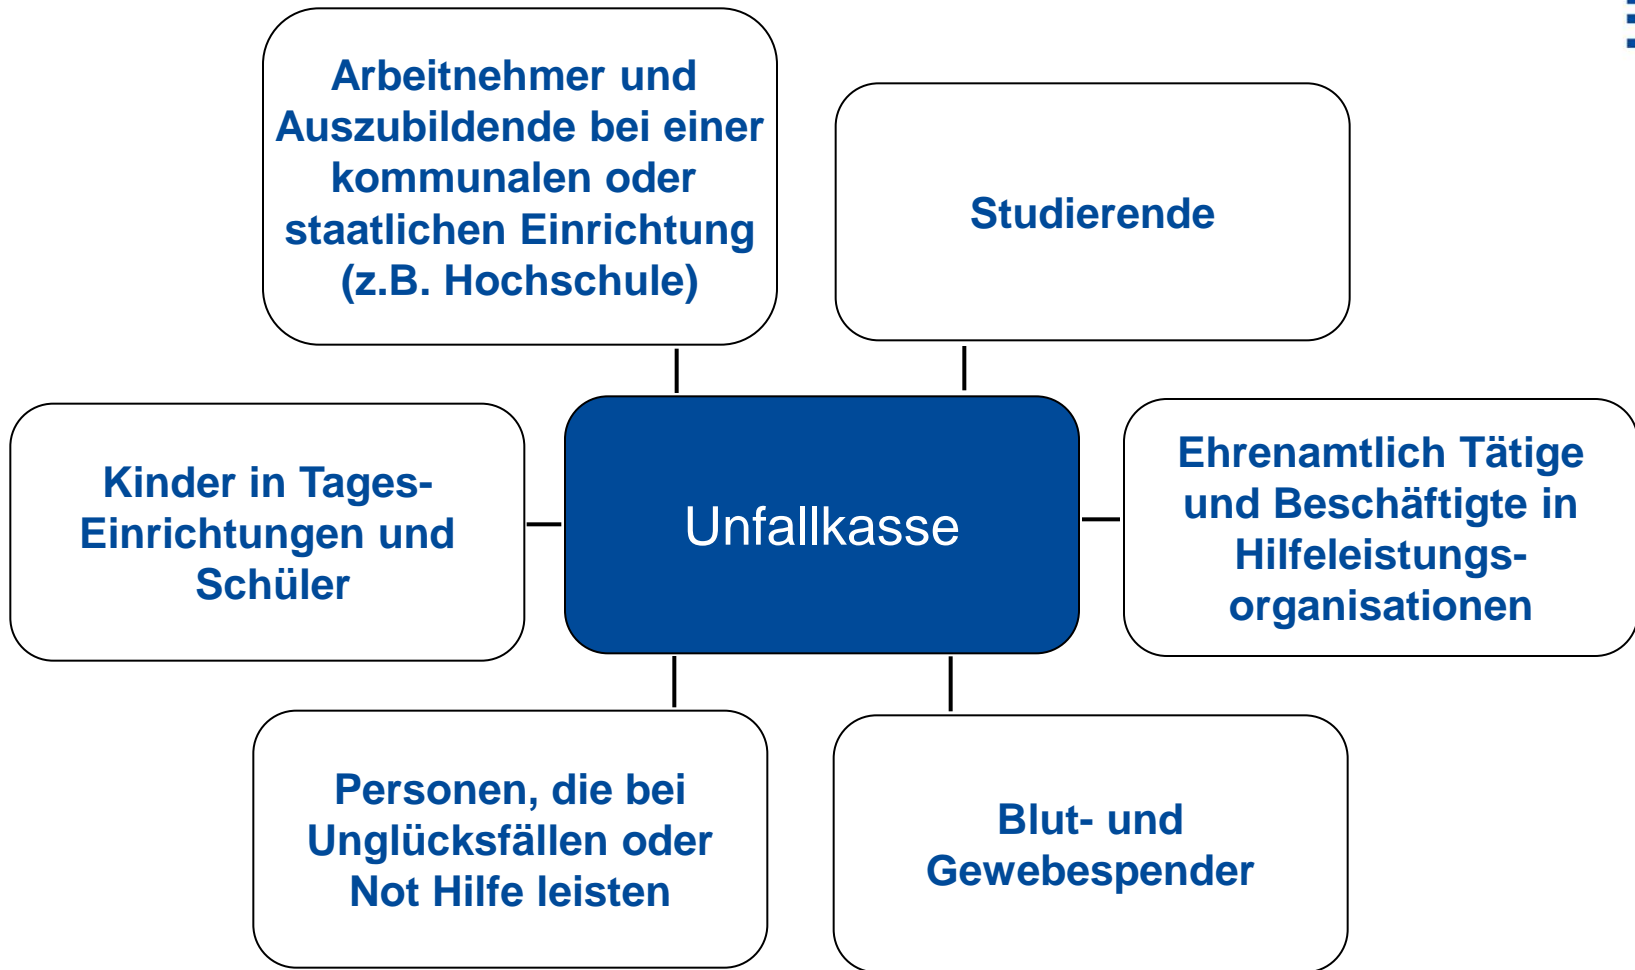 Arbeitnehmer und
Auszubildende bei einer
kommunalen oder
staatlichen Einrichtung
(z.B. Hochschule)
Studierende
Kinder in Tages-
Einrichtungen und
Schüler
Unfallkasse
Ehrenamtlich Tätige
und Beschäftigte in
Hilfeleistungs-
organisationen
Personen, die bei
Unglücksfällen oder
Not Hilfe leisten
Blut- und
Gewebespender